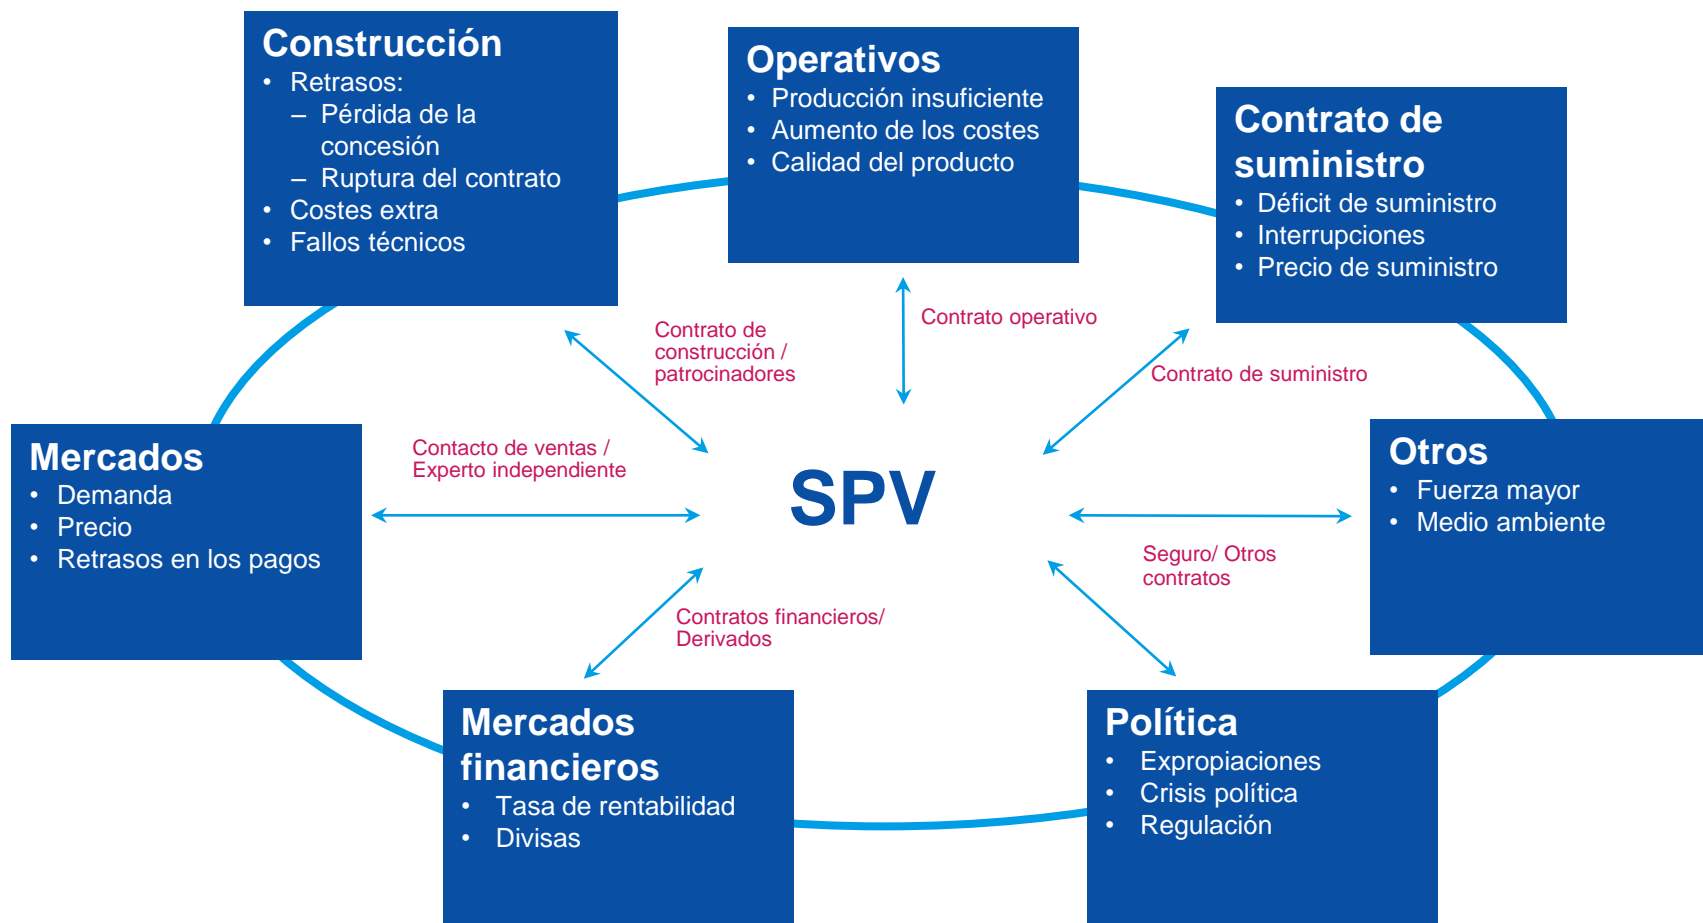 Construcción
• Retrasos:
– Pérdida de la
concesión
– Ruptura del contrato
• Costes extra
• Fallos técnicos
Operativos
• Producción insuficiente
• Aumento de los costes
• Calidad del producto
Contrato de
suministro
• Déficit de suministro
• Interrupciones
• Precio de suministro
Contrato de
construcción /
patrocinadores
Contrato operativo
Contrato de suministro
Mercados
• Demanda
• Precio
• Retrasos en los pagos
Contacto de ventas /
Experto independiente
SPV
Otros
• Fuerza mayor
• Medio ambiente
Seguro/ Otros
contratos
Contratos financieros/
Derivados
Mercados
financieros
• Tasa de rentabilidad
• Divisas
Política
• Expropiaciones
• Crisis política
• Regulación